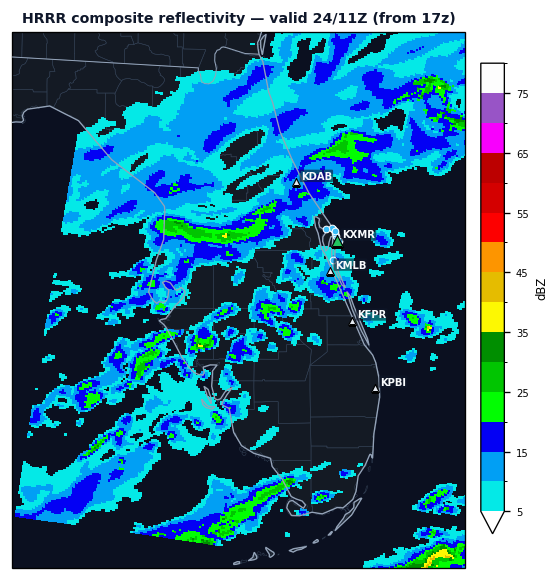 HRRR composite reflectivity — valid 24/11Z (from 17z)
75
KDAB
65
KXMR
55
KMLB
45
dBZ
KFPR
35
KPBI
25
15
5